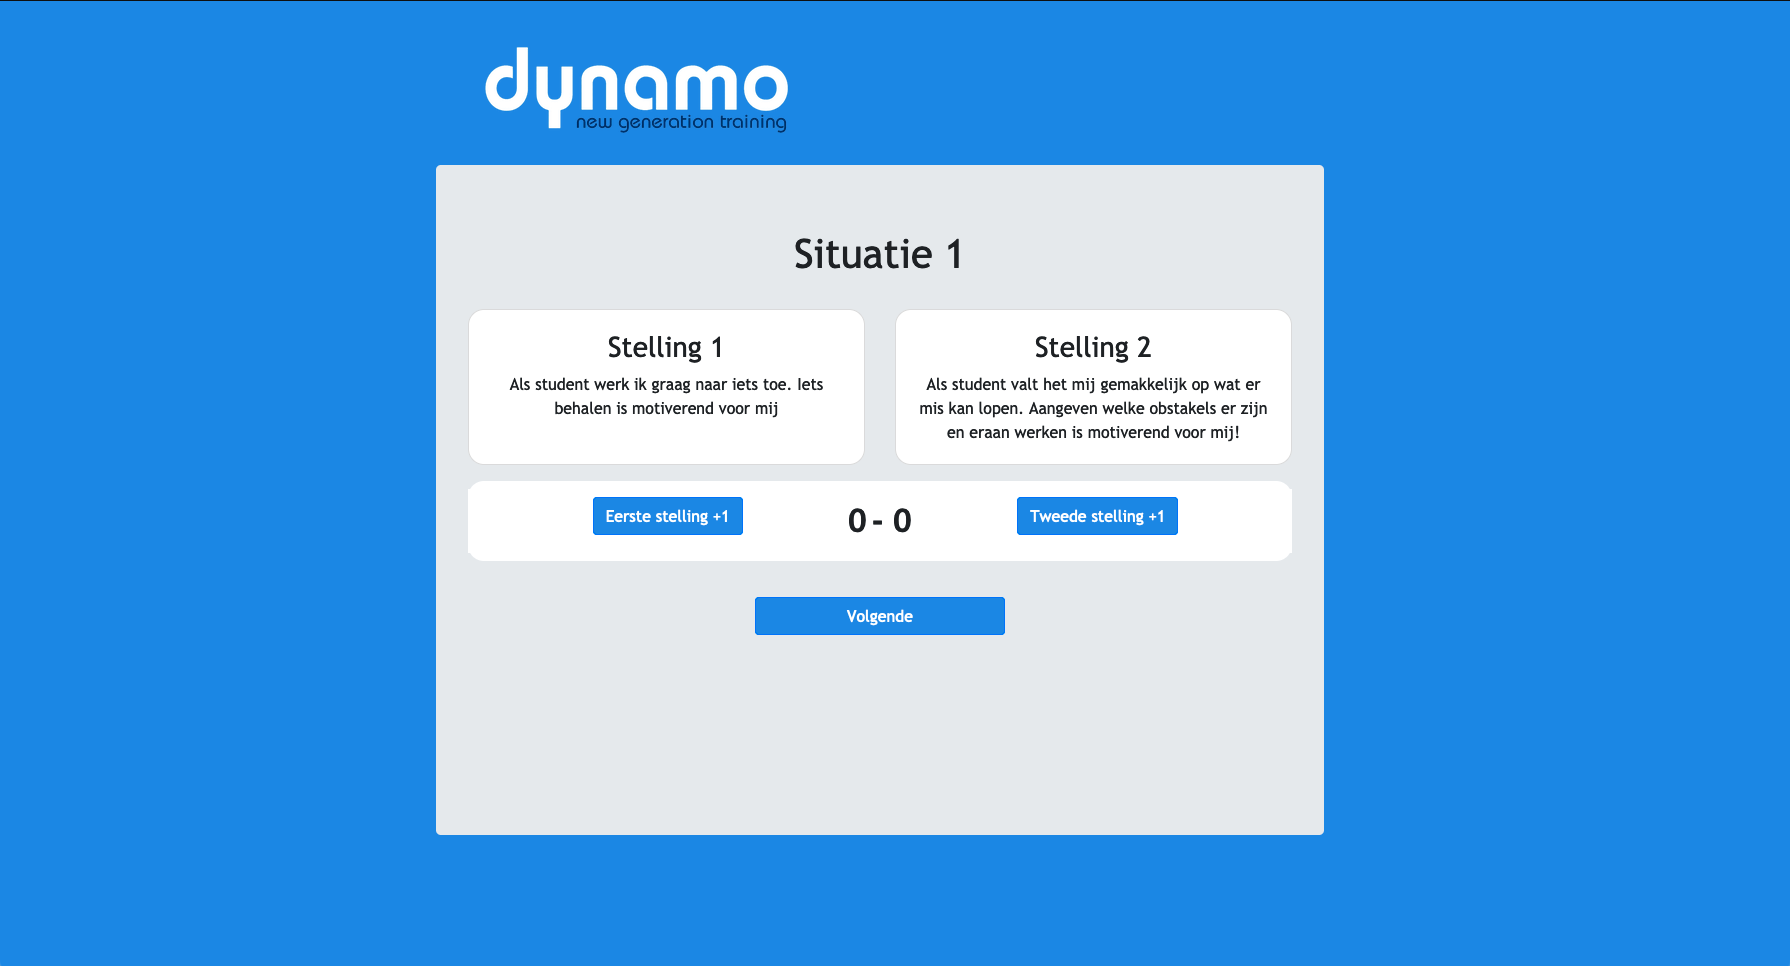 dynamo
new generation training
Situatie 1
Stelling 1
Als student werk ik graag naar iets toe. Iets
behalen is motiverend voor mij
Stelling 2
Als student valt het mij gemakkelijk op wat er
mis kan lopen. Aangeven welke obstakels er zijn
en eraan werken is motiverend voor mij!
Eerste stelling +1
0 - 0
Tweede stelling +1
Volgende